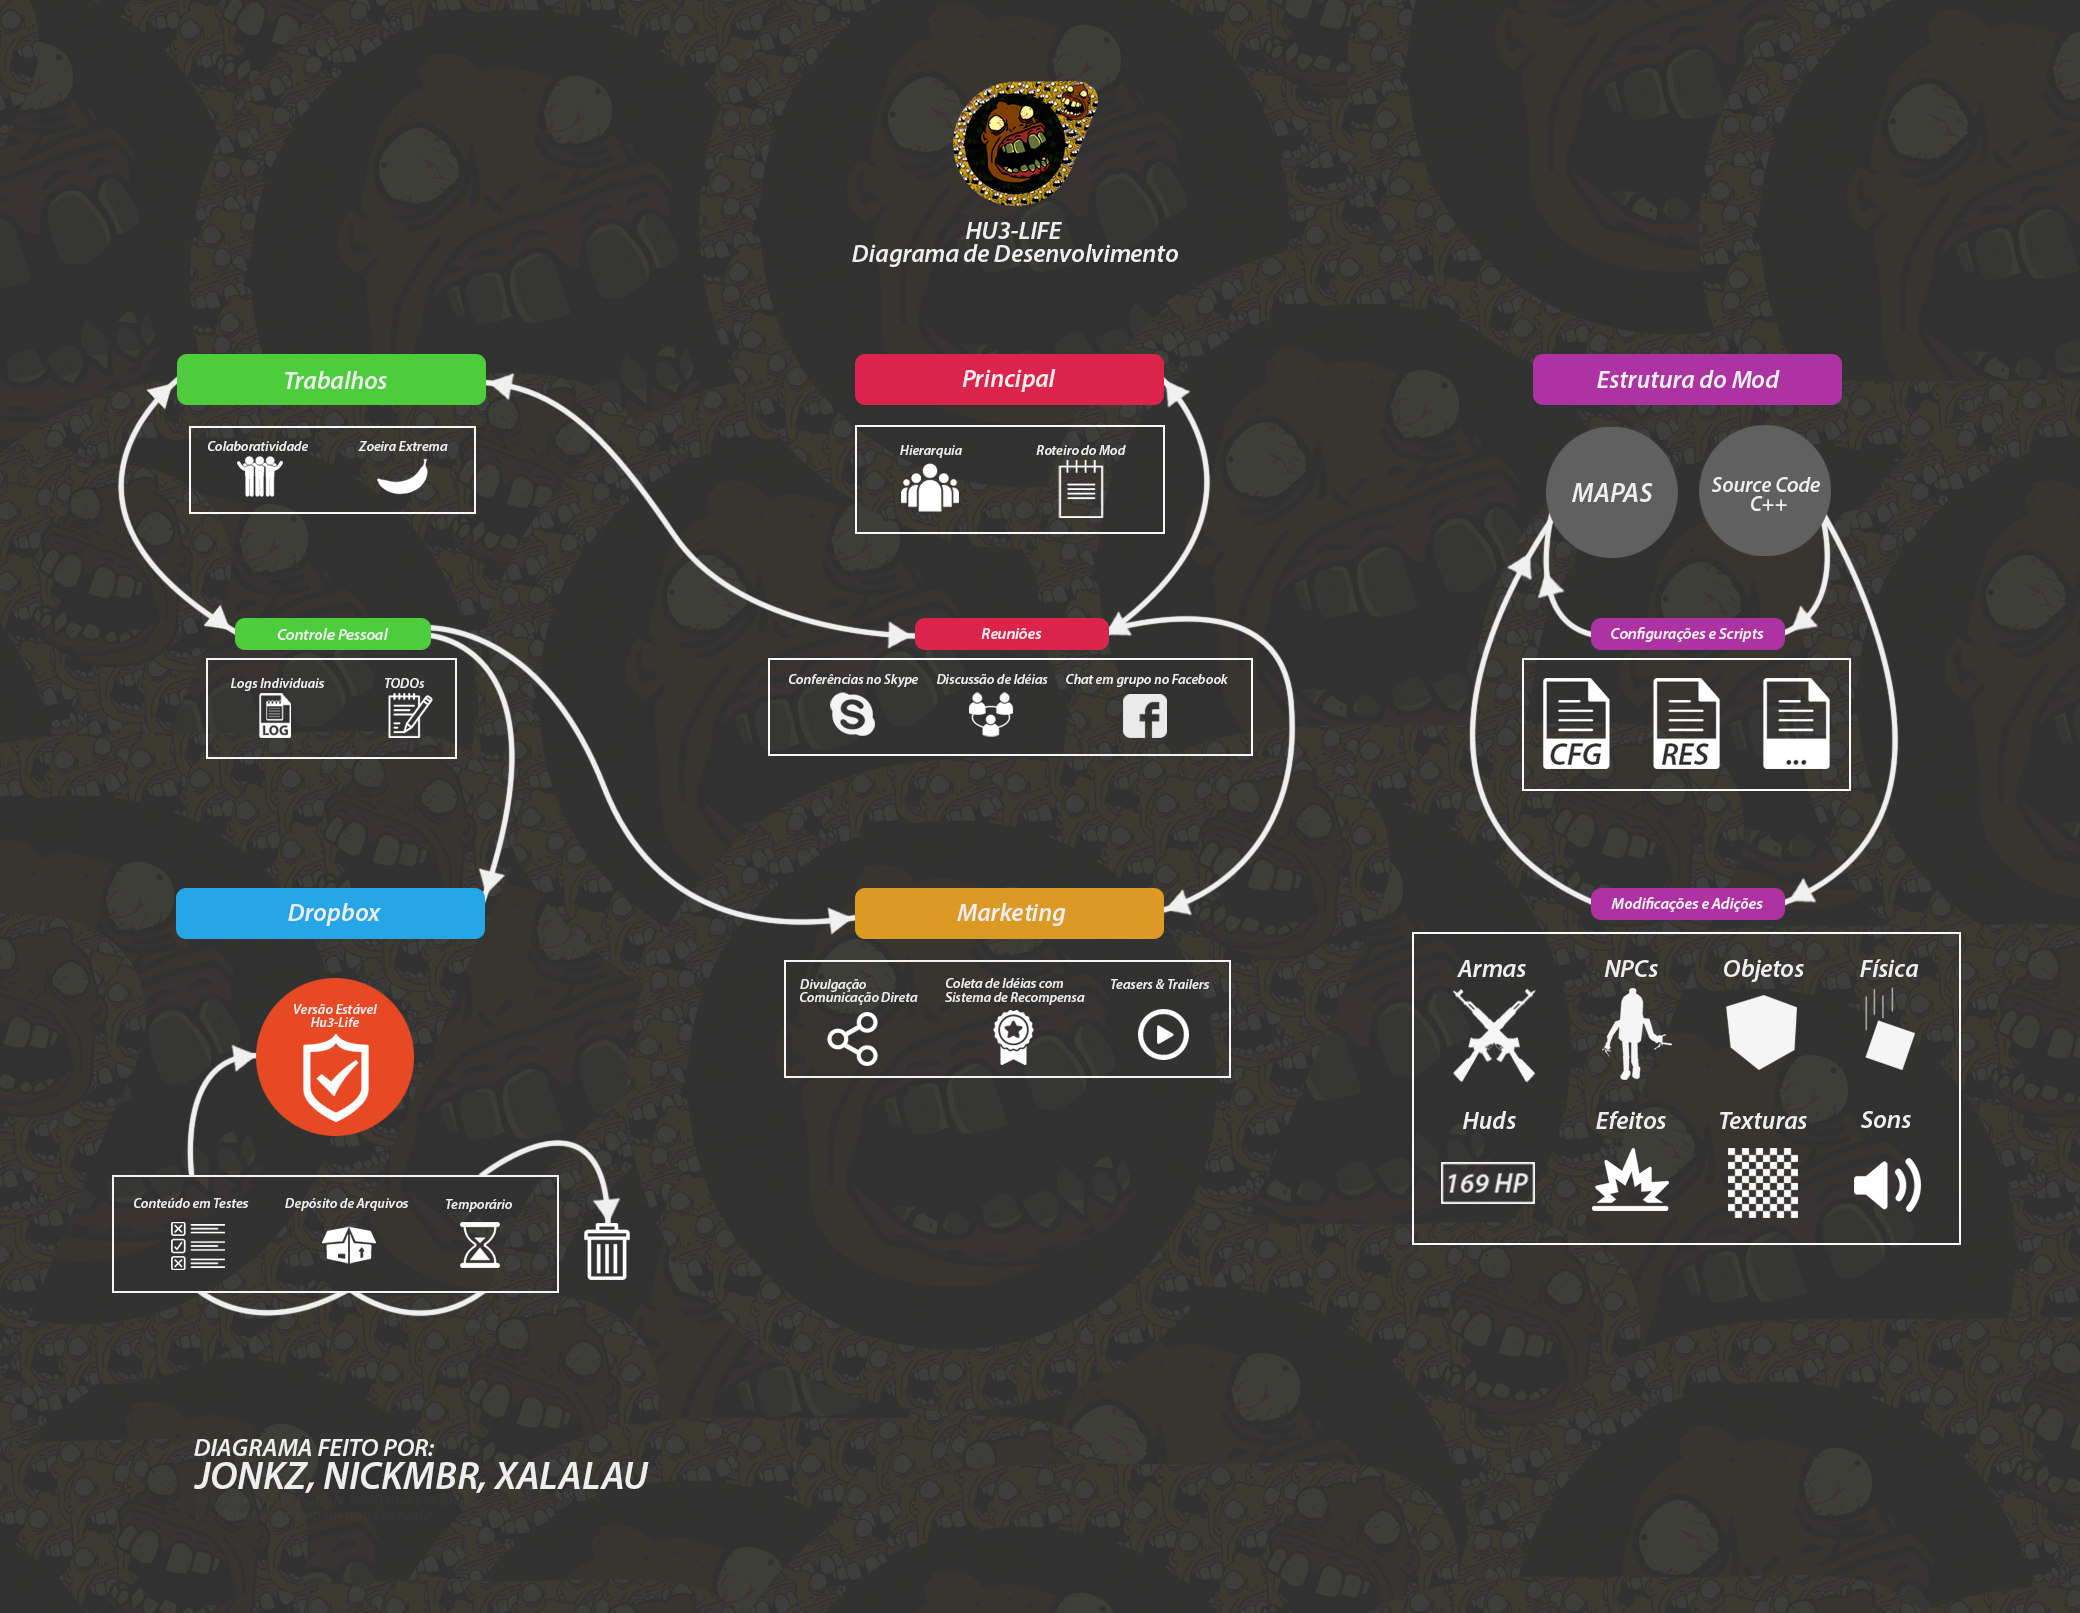 HU3-LIFE
Diagrama de Desenvolvimento
Trabalhos
Colaboratividade
Zoeira Extrema
Controle Pessoal
Logs Individuais
TODOs
LOG
Principal
Hierarquia
Roteiro do Mod
Reuniões
Conferências no Skype
Discussão de Idéias
Chat em grupo no Facebook
S
f
Estrutura do Mod
MAPAS
Source Code
C++
Configurações e Scripts
CFG
RES
...
Dropbox
Versão Estável
Hu3-Life
Conteúdo em Testes
Depósito de Arquivos
Temporário
Marketing
Divulgação
Comunicação Direta
Coleta de Idéias com
Sistema de Recompensa
Teasers & Trailers
Modificações e Adições
Armas
NPCs
Objetos
Física
Huds
Efeitos
Texturas
Sons
169 HP
DIAGRAMA FEITO POR:
JONKZ, NICKMBR, XALALAU